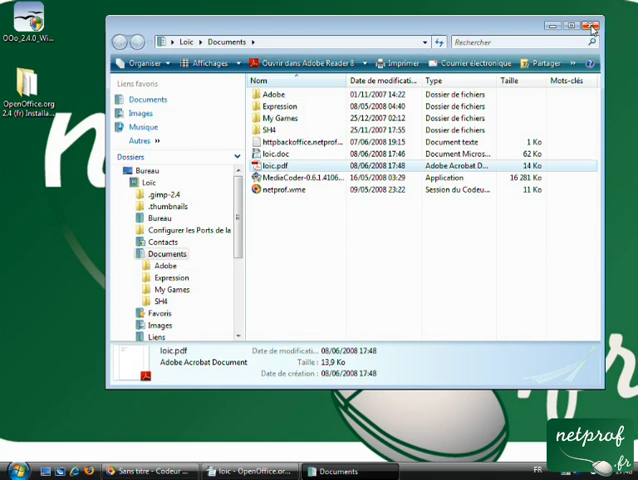 OOo_2.4.0_Wi...
OpenOffice.org
2.4 (fr) Installa...
Loïc Documents
Rechercher
Organiser Affichages Ouvrir dans Adobe Reader 8 Imprimer Courrier électronique Partager »
Liens favoris
Documents
Images
Musique
Autres »
Dossiers
Bureau
Loïc
.gimp-2.4
.thumbnails
Bureau
Configurer les Ports de la
Contacts
Documents
Adobe
Expression
My Games
SH4
Favoris
Images
Liens
Nom Date de modificati... Type Taille Mots-clés
Adobe 01/11/2007 14:22 Dossier de fichiers
Expression 08/05/2008 04:40 Dossier de fichiers
My Games 25/12/2007 02:12 Dossier de fichiers
SH4 25/11/2007 17:55 Dossier de fichiers
httpbackoffice.netprof... 07/06/2008 19:15 Document texte 1 Ko
loic.doc 08/06/2008 17:46 Document Micros... 62 Ko
loic.pdf 08/06/2008 17:48 Adobe Acrobat D... 14 Ko
MediaCoder-0.6.1.4106... 16/05/2008 03:29 Application 16 281 Ko
netprof.wme 09/05/2008 23:22 Session du Codeu... 11 Ko
loic.pdf
Adobe Acrobat Document
Date de modificati... 08/06/2008 17:48
Taille : 13,9 Ko
Date de création : 08/06/2008 17:48
netprof
.fr
Sans titre - Codeur ... loic - OpenOffice.org... Documents FR